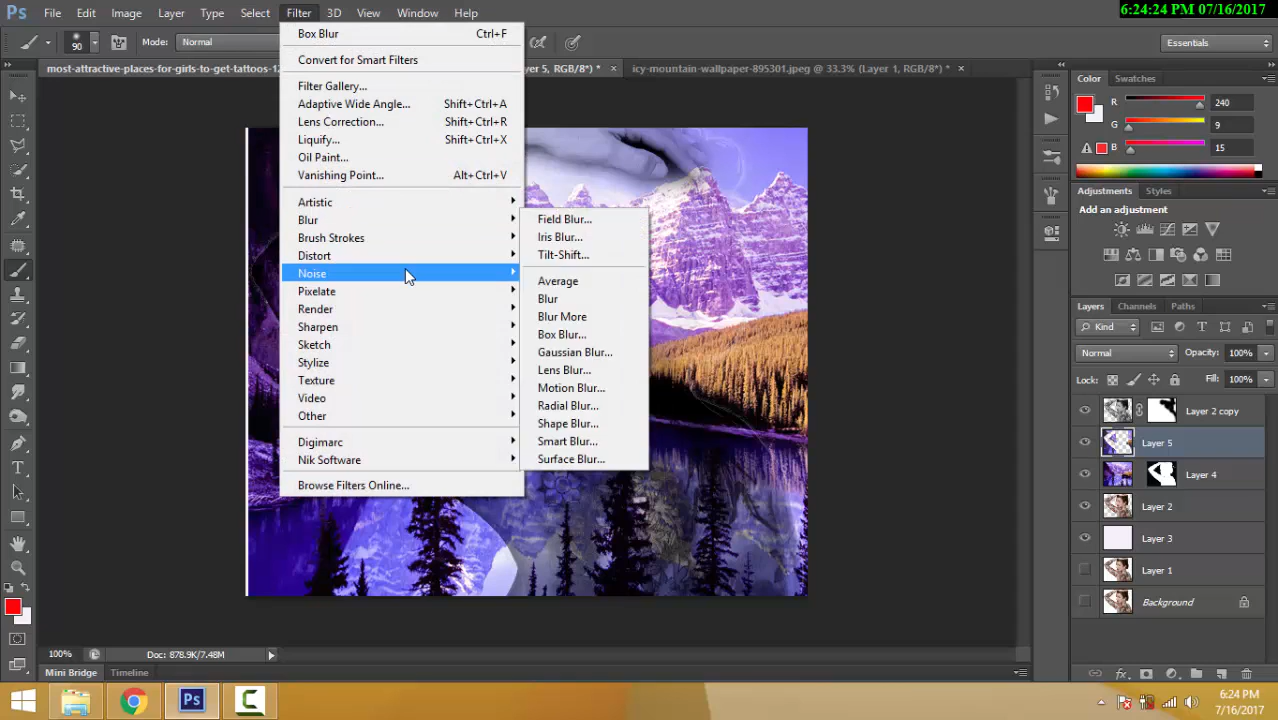 Ps File Edit Image Layer Type Select Filter 3D View Window Help
6:24:24 PM 07/16/2017
90 Mode: Normal
Essentials
most-attractive-places-for-girls-to-get-tattoos-12
er 5, RGB/8) *
icy-mountain-wallpaper-895301.jpeg @ 33.3% (Layer 1, RGB/8*) *
Box Blur Ctrl+F
Convert for Smart Filters
Filter Gallery...
Adaptive Wide Angle... Shift+Ctrl+A
Lens Correction... Shift+Ctrl+R
Liquify... Shift+Ctrl+X
Oil Paint...
Vanishing Point... Alt+Ctrl+V
Artistic
Blur
Brush Strokes
Distort
Noise
Pixelate
Render
Sharpen
Sketch
Stylize
Texture
Video
Other
Digimarc
Nik Software
Browse Filters Online...
Field Blur...
Iris Blur...
Tilt-Shift...
Average
Blur
Blur More
Box Blur...
Gaussian Blur...
Lens Blur...
Motion Blur...
Radial Blur...
Shape Blur...
Smart Blur...
Surface Blur...
Color Swatches
R 240
G 9
B 15
Adjustments Styles
Add an adjustment
Layers Channels Paths
Kind
Normal Opacity: 100%
Lock: Fill: 100%
Layer 2 copy
Layer 5
Layer 4
Layer 2
Layer 3
Layer 1
Background
100% Doc: 878.9K/7.48M
Mini Bridge Timeline
Ps
6:24 PM
7/16/2017